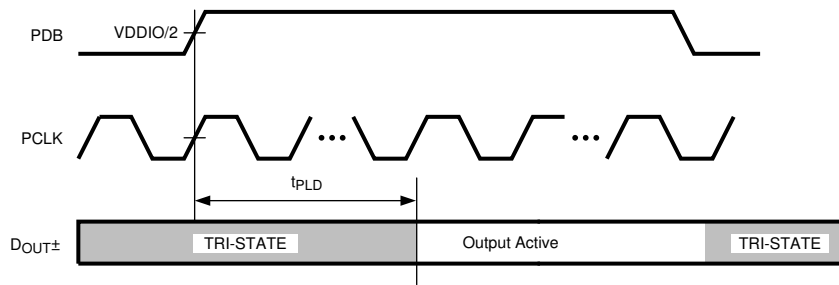 PDB
VDDIO/2
PCLK
tPLD
DOUT±
TRI-STATE
Output Active
TRI-STATE